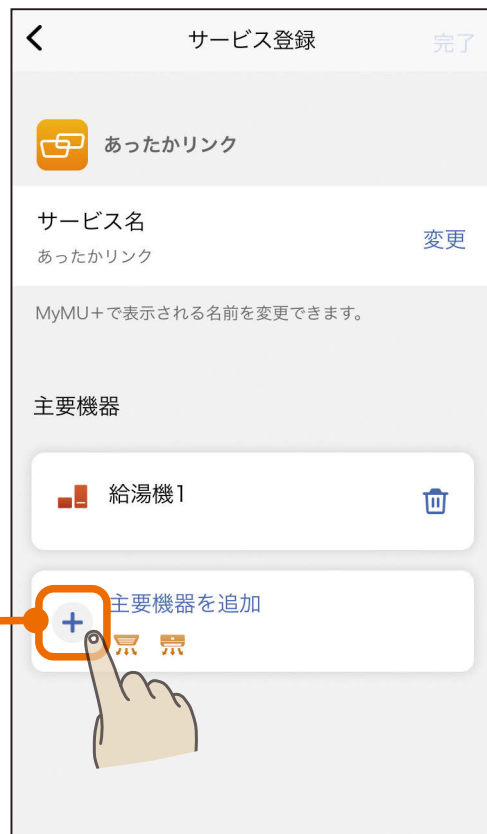 サービス登録
完了
あったかリンク
サービス名
あったかリンク
変更
MyMU+で表示される名前を変更できます。
主要機器
給湯機1
主要機器を追加